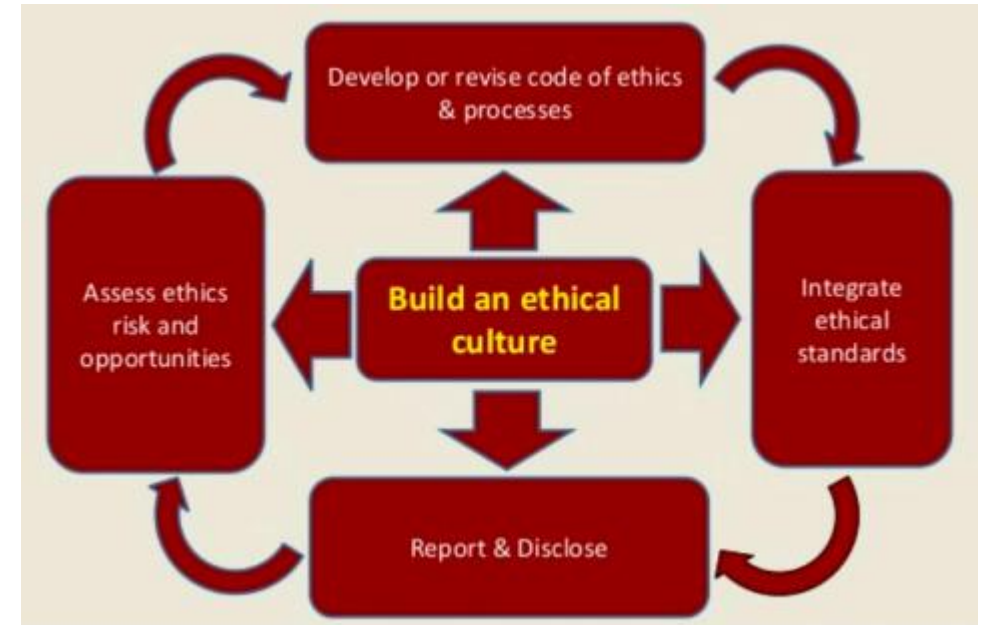 Develop or revise code of ethics
& processes
Assess ethics
risk and
opportunities
Build an ethical
culture
Integrate
ethical
standards
Report & Disclose